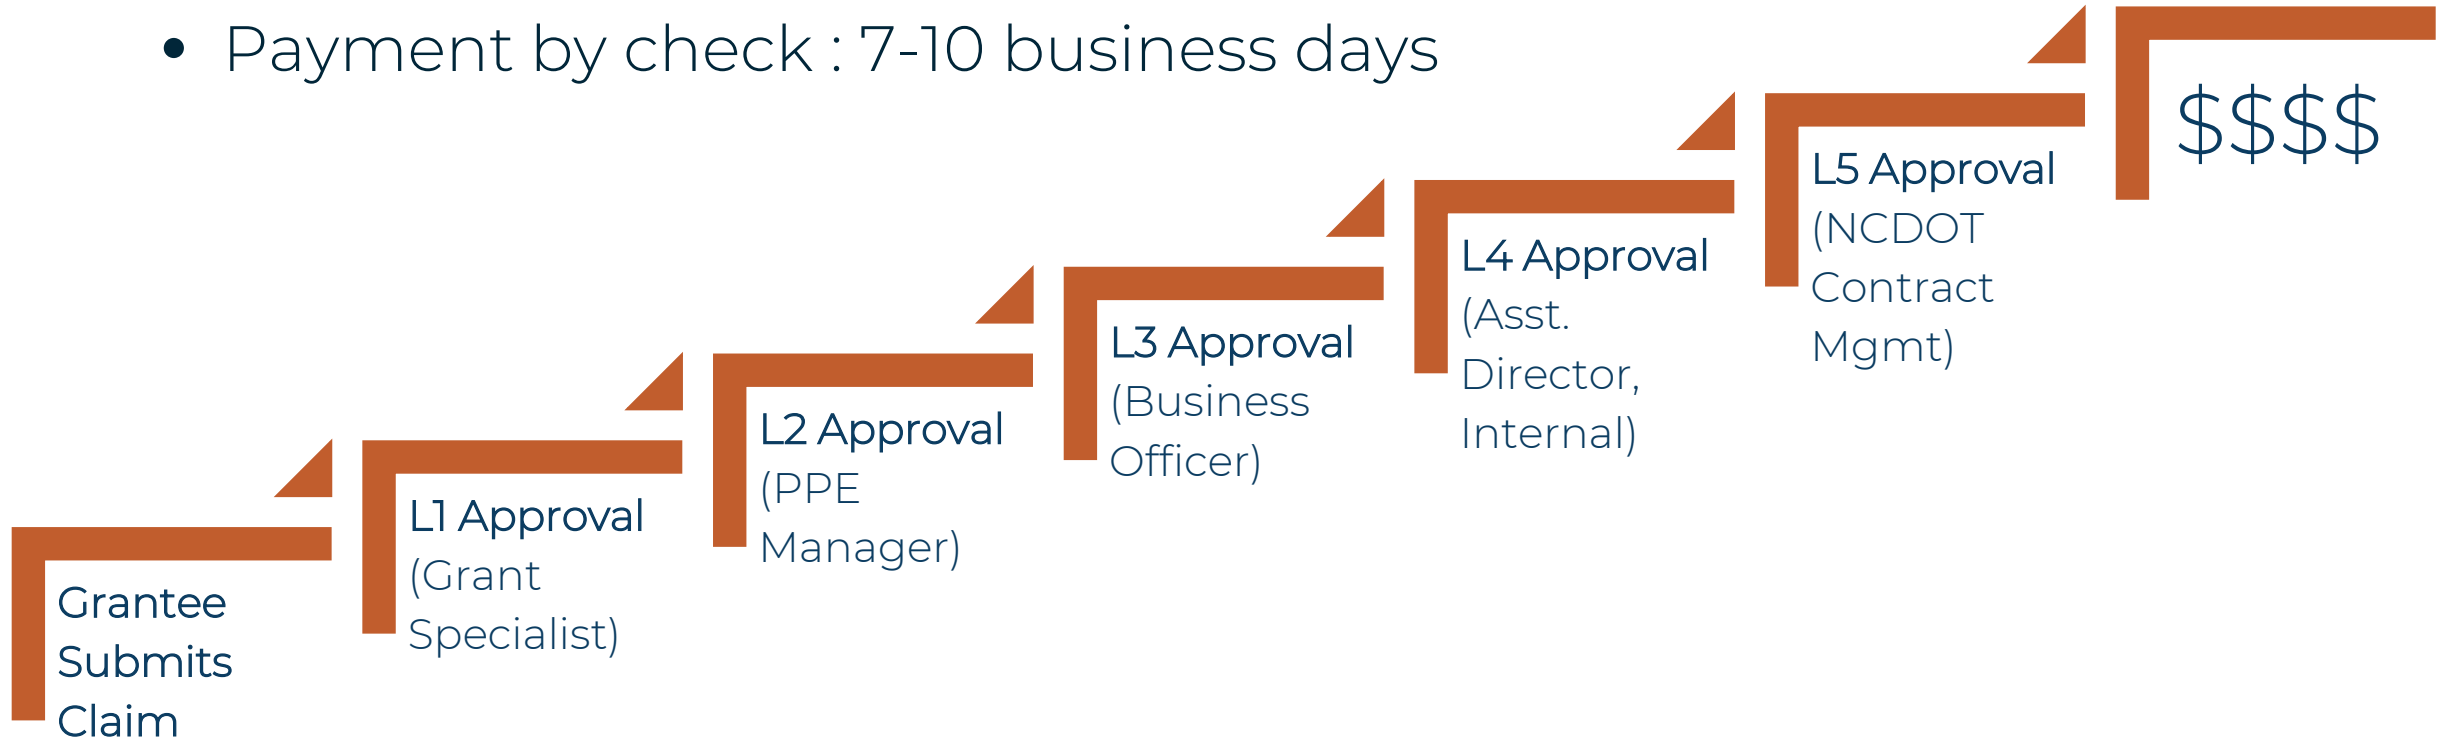 • Payment by check : 7-10 business days
Grantee
Submits
Claim
L1 Approval
(Grant
Specialist)
L2 Approval
(PPE
Manager)
L3 Approval
(Business
Officer)
L4 Approval
(Asst.
Director,
Internal)
L5 Approval
(NCDOT
Contract
Mgmt)
$$$$